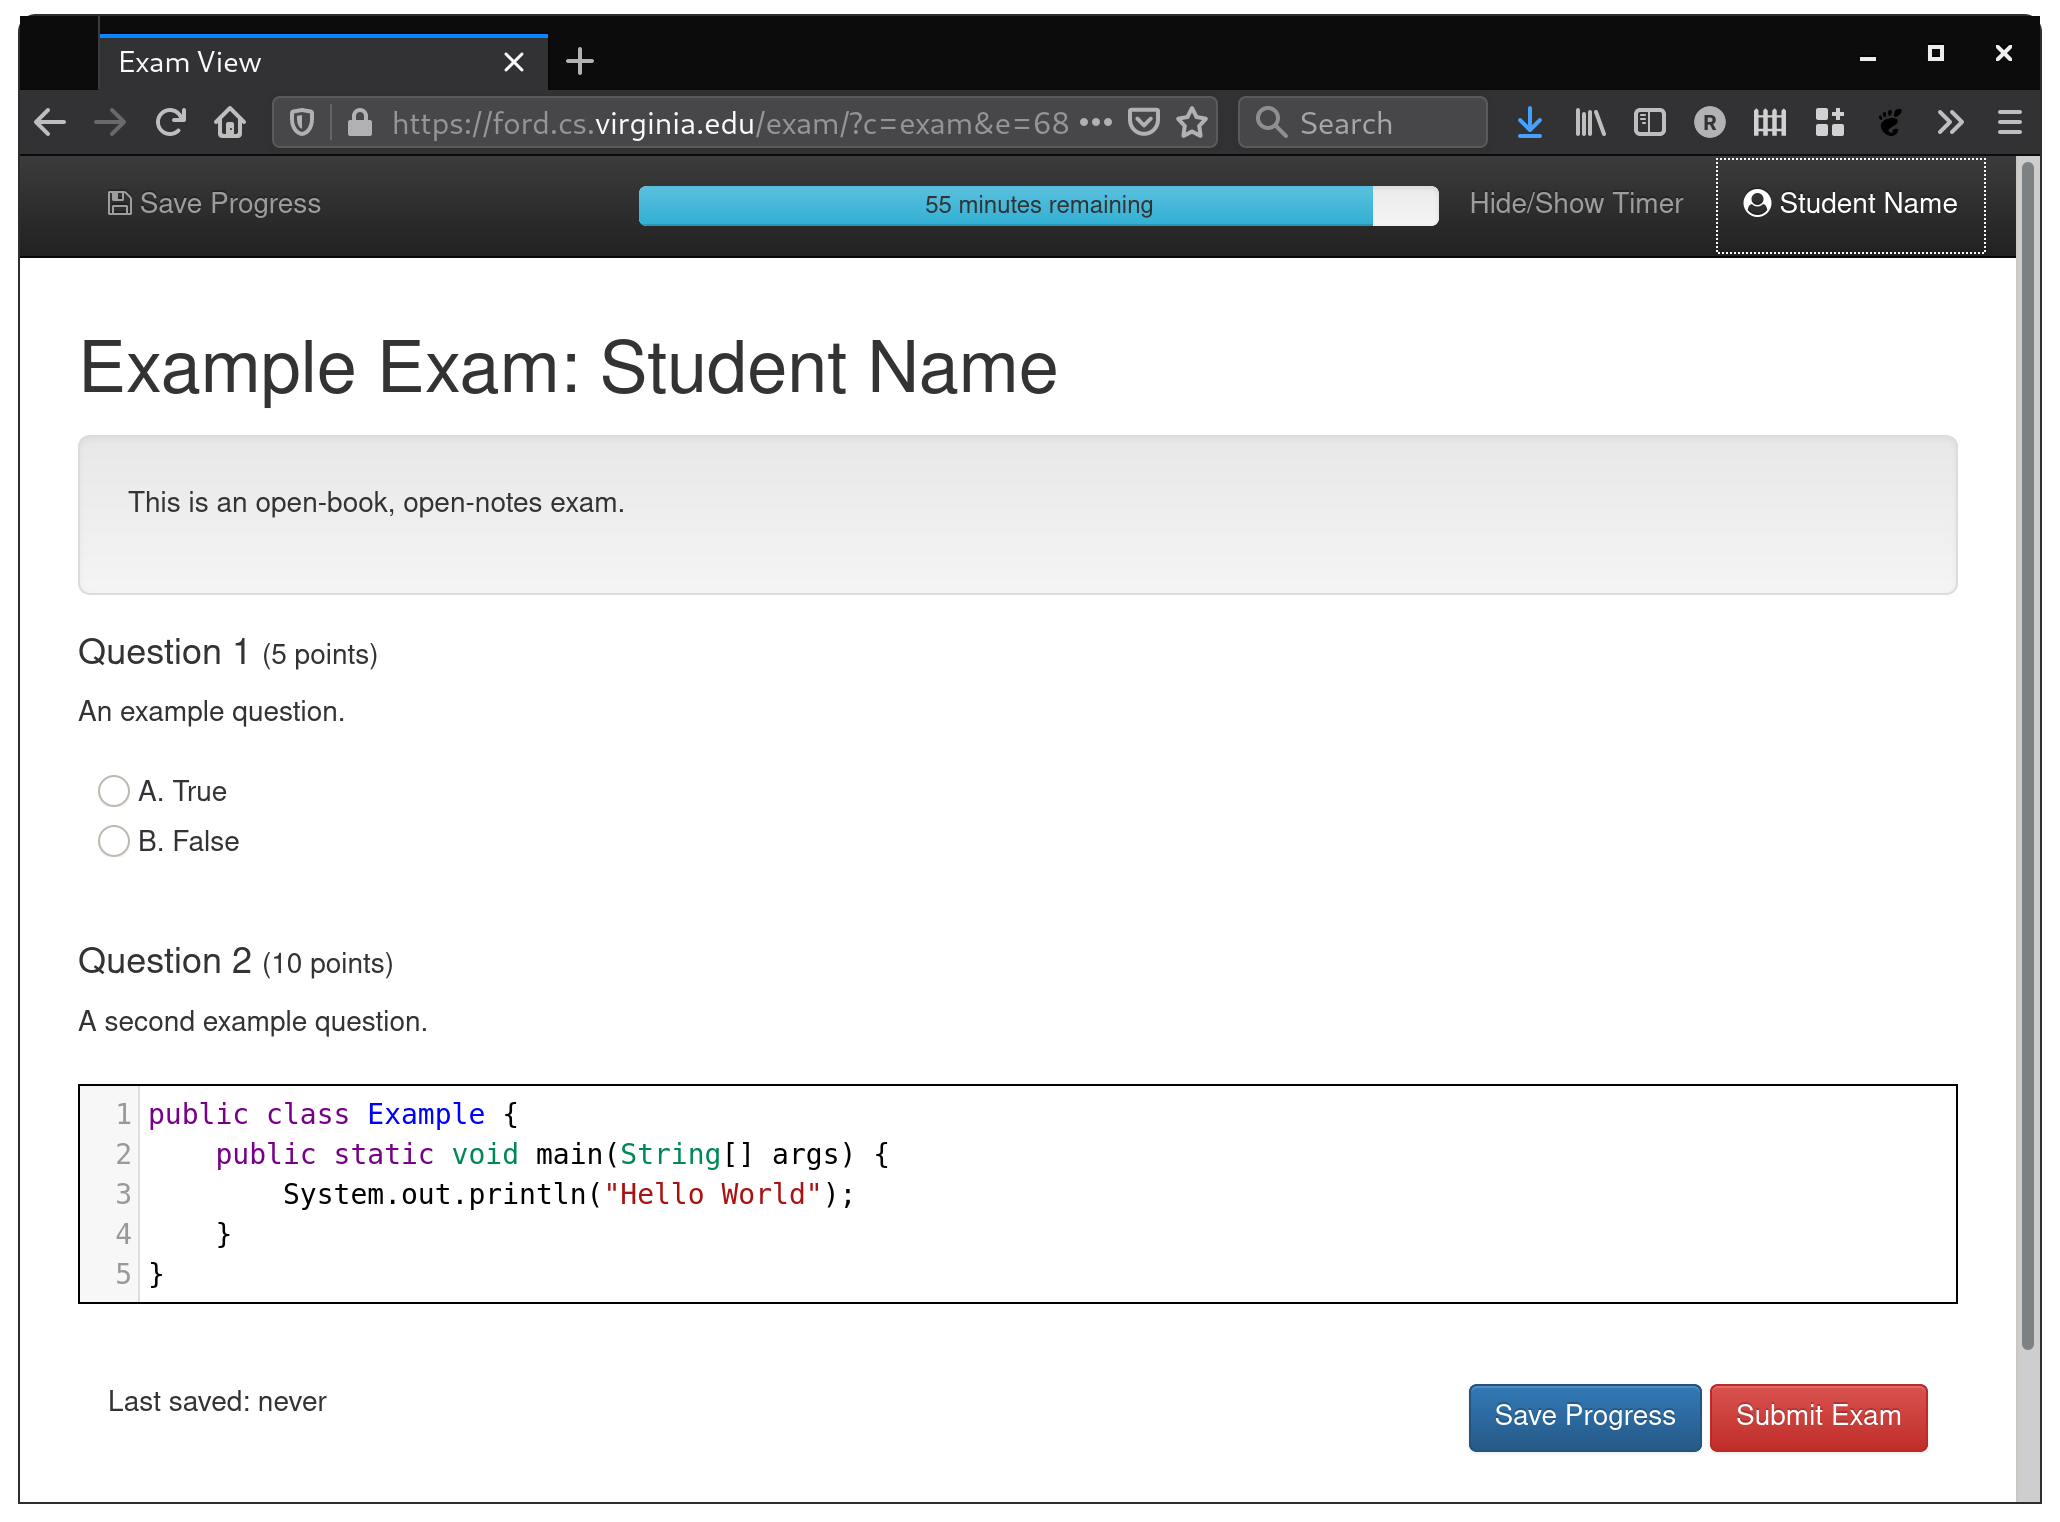 Exam View
https://ford.cs.virginia.edu/exam/?c=exam&e=68
Search
R
Save Progress
55 minutes remaining
Hide/Show Timer
Student Name
Example Exam: Student Name
This is an open-book, open-notes exam.
Question 1 (5 points)
An example question.
A. True
B. False
Question 2 (10 points)
A second example question.
1 public class Example {
2     public static void main(String[] args) {
3         System.out.println("Hello World");
4     }
5 }
Last saved: never
Save Progress
Submit Exam